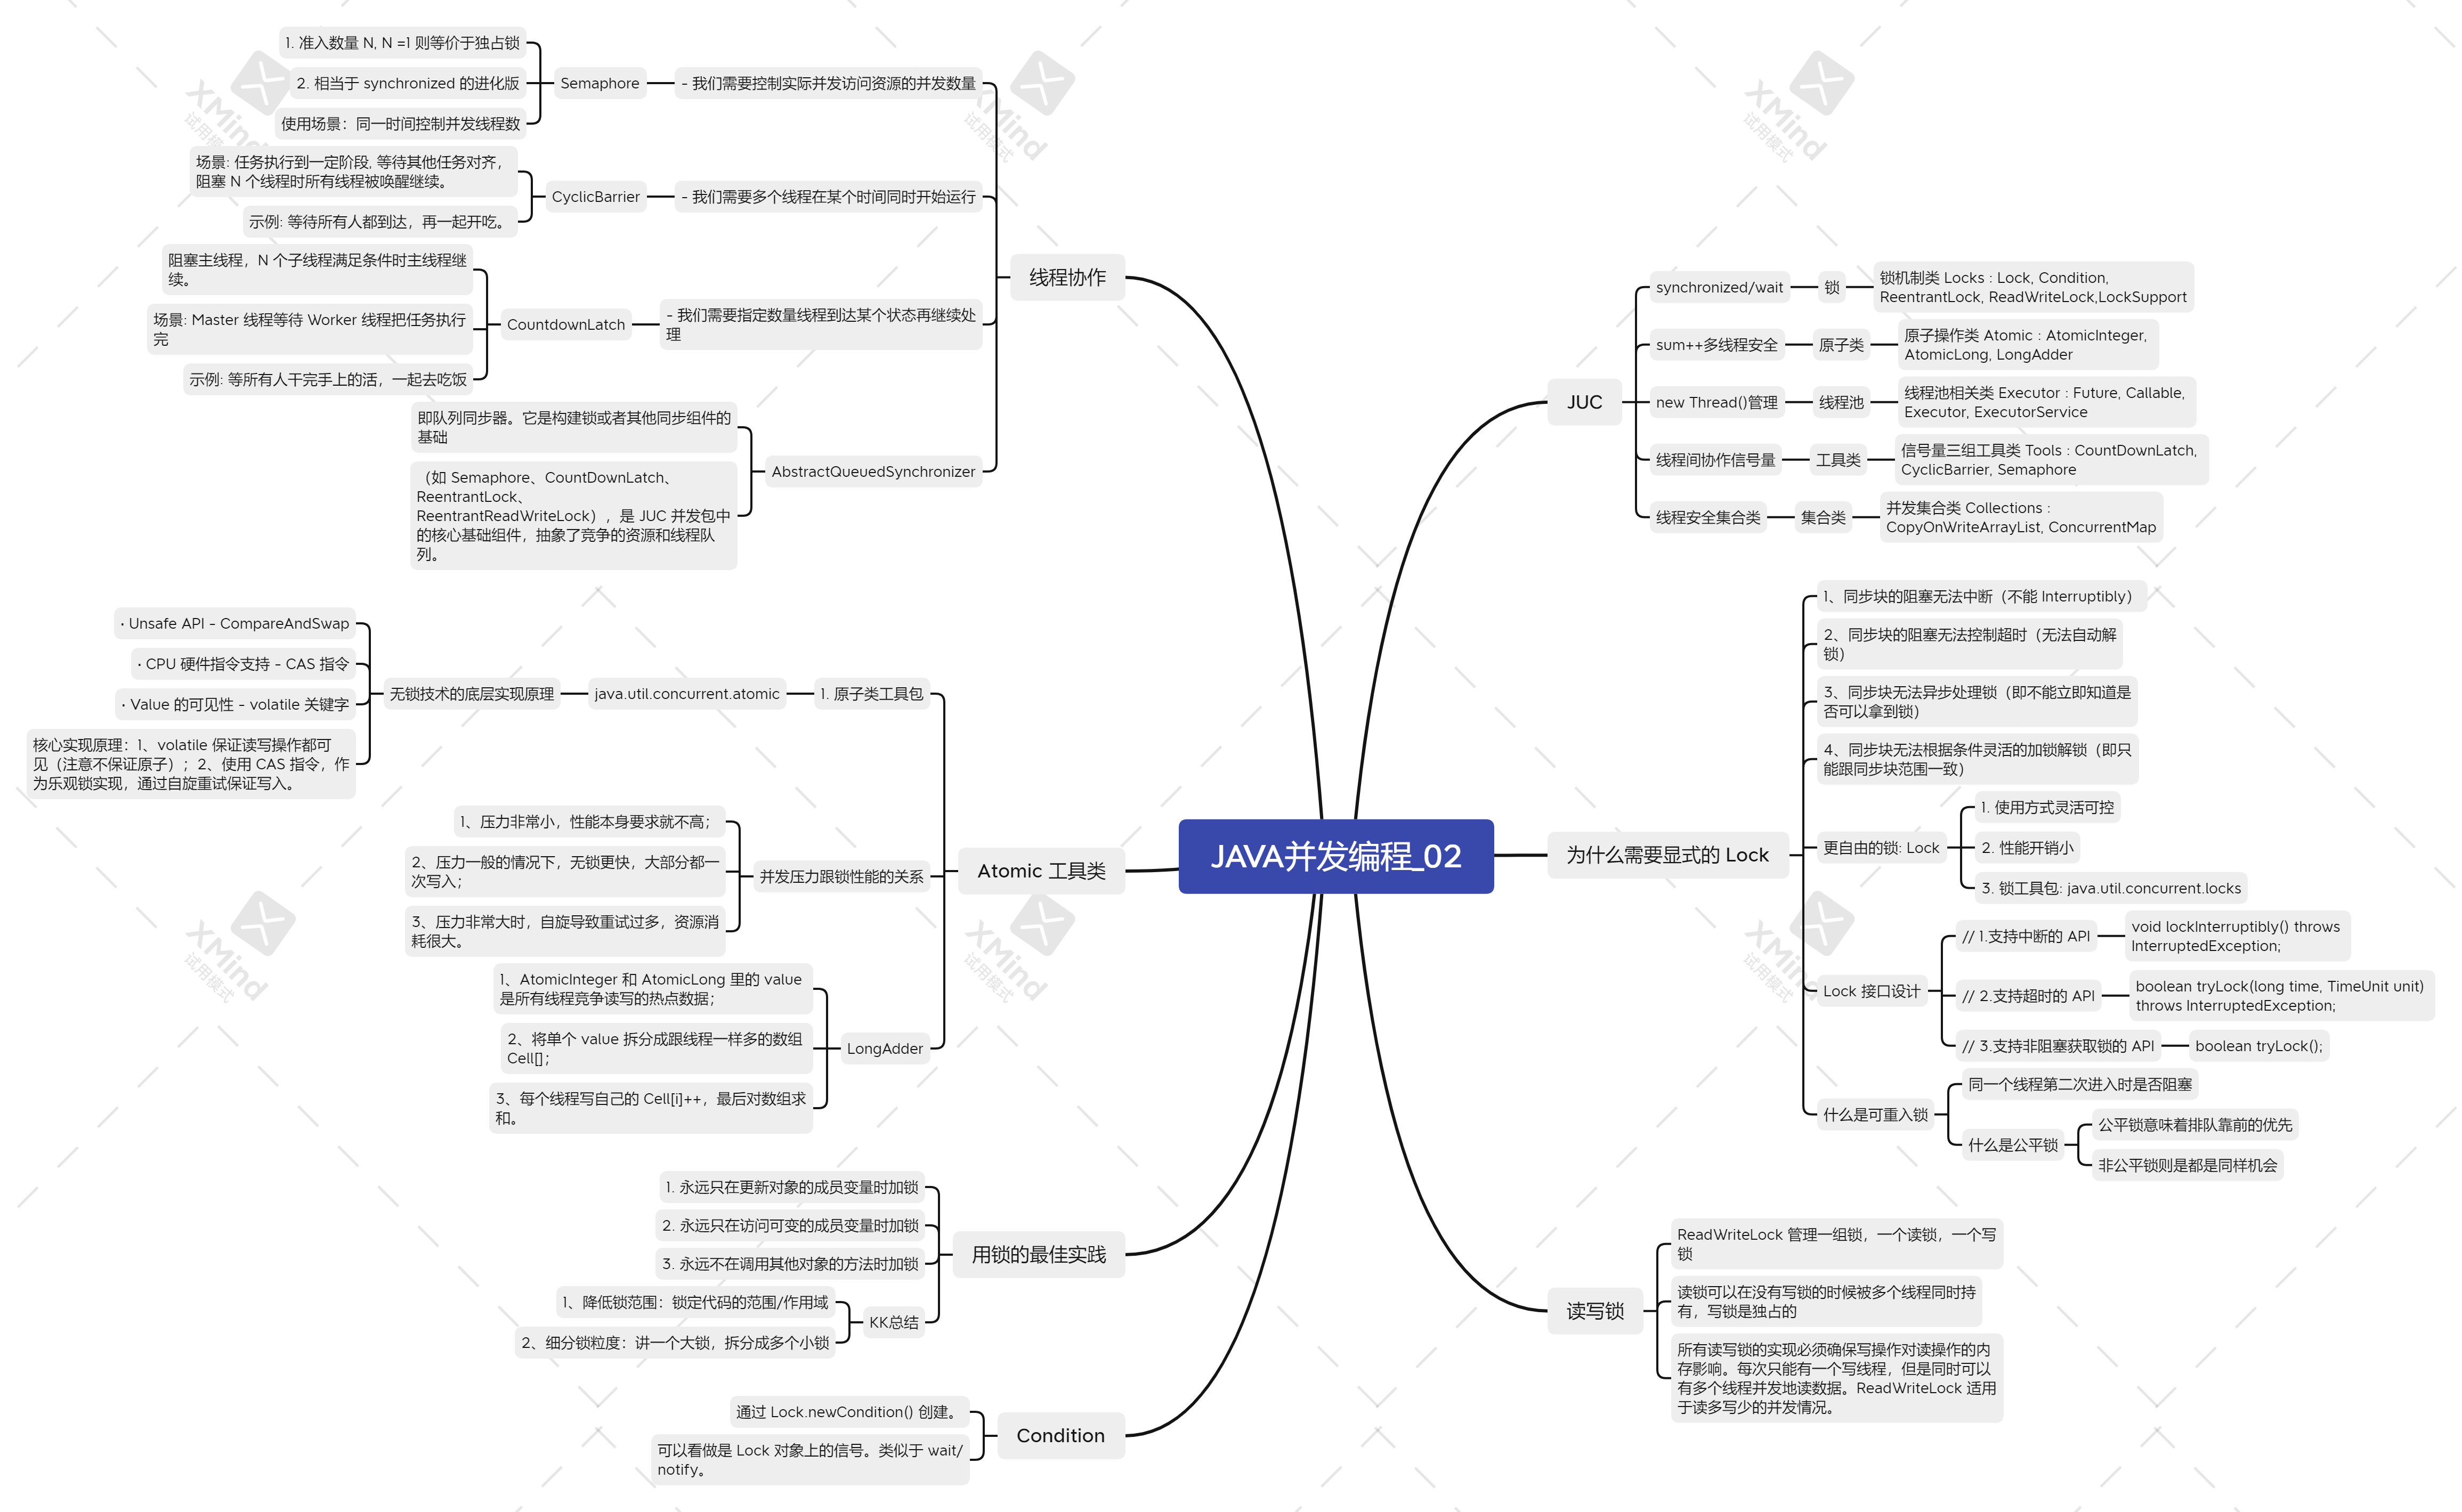 JAVA并发编程_02
JUC
synchronized/wait
锁
锁机制类 Locks : Lock, Condition,
ReentrantLock, ReadWriteLock,LockSupport
sum++多线程安全
原子类
原子操作类 Atomic : AtomicInteger,
AtomicLong, LongAdder
new Thread()管理
线程池
线程池相关类 Executor : Future, Callable,
Executor, ExecutorService
线程间协作信号量
工具类
信号量三组工具类 Tools : CountDownLatch,
CyclicBarrier, Semaphore
线程安全集合类
集合类
并发集合类 Collections :
CopyOnWriteArrayList, ConcurrentMap
为什么需要显式的 Lock
1、同步块的阻塞无法中断（不能 Interruptibly）
2、同步块的阻塞无法控制超时（无法自动解
锁）
3、同步块无法异步处理锁（即不能立即知道是
否可以拿到锁）
4、同步块无法根据条件灵活的加锁解锁（即只
能跟同步块范围一致）
更自由的锁: Lock
1. 使用方式灵活可控
2. 性能开销小
3. 锁工具包: java.util.concurrent.locks
Lock 接口设计
// 1.支持中断的 API
void lockInterruptibly() throws
InterruptedException;
// 2.支持超时的 API
boolean tryLock(long time, TimeUnit unit)
throws InterruptedException;
// 3.支持非阻塞获取锁的 API
boolean tryLock();
什么是可重入锁
同一个线程第二次进入时是否阻塞
什么是公平锁
公平锁意味着排队靠前的优先
非公平锁则是都是同样机会
读写锁
ReadWriteLock 管理一组锁，一个读锁，一个写
锁
读锁可以在没有写锁的时候被多个线程同时持
有，写锁是独占的
所有读写锁的实现必须确保写操作对读操作的内
存影响。每次只能有一个写线程，但是同时可以
有多个线程并发地读数据。ReadWriteLock 适用
于读多写少的并发情况。
线程协作
- 我们需要控制实际并发访问资源的并发数量
Semaphore
1. 准入数量 N, N =1 则等价于独占锁
2. 相当于 synchronized 的进化版
使用场景：同一时间控制并发线程数
- 我们需要多个线程在某个时间同时开始运行
CyclicBarrier
场景: 任务执行到一定阶段, 等待其他任务对齐，
阻塞 N 个线程时所有线程被唤醒继续。
示例: 等待所有人都到达，再一起开吃。
- 我们需要指定数量线程到达某个状态再继续处
理
CountdownLatch
阻塞主线程，N 个子线程满足条件时主线程继
续。
场景: Master 线程等待 Worker 线程把任务执行
完
示例: 等所有人干完手上的活，一起去吃饭
AbstractQueuedSynchronizer
即队列同步器。它是构建锁或者其他同步组件的
基础
（如 Semaphore、CountDownLatch、
ReentrantLock、
ReentrantReadWriteLock），是 JUC 并发包中
的核心基础组件，抽象了竞争的资源和线程队
列。
Atomic 工具类
1. 原子类工具包
java.util.concurrent.atomic
无锁技术的底层实现原理
• Unsafe API - CompareAndSwap
• CPU 硬件指令支持 - CAS 指令
• Value 的可见性 - volatile 关键字
核心实现原理：1、volatile 保证读写操作都可
见（注意不保证原子）；2、使用 CAS 指令，作
为乐观锁实现，通过自旋重试保证写入。
并发压力跟锁性能的关系
1、压力非常小，性能本身要求就不高；
2、压力一般的情况下，无锁更快，大部分都一
次写入；
3、压力非常大时，自旋导致重试过多，资源消
耗很大。
LongAdder
1、AtomicInteger 和 AtomicLong 里的 value
是所有线程竞争读写的热点数据；
2、将单个 value 拆分成跟线程一样多的数组
Cell[]；
3、每个线程写自己的 Cell[i]++，最后对数组求
和。
用锁的最佳实践
1. 永远只在更新对象的成员变量时加锁
2. 永远只在访问可变的成员变量时加锁
3. 永远不在调用其他对象的方法时加锁
KK总结
1、降低锁范围：锁定代码的范围/作用域
2、细分锁粒度：讲一个大锁，拆分成多个小锁
Condition
通过 Lock.newCondition() 创建。
可以看做是 Lock 对象上的信号。类似于 wait/
notify。
XMind
试用模式
XMind
试用模式
XMind
试用模式
XMind
试用模式
XMind
试用模式
XMind
试用模式